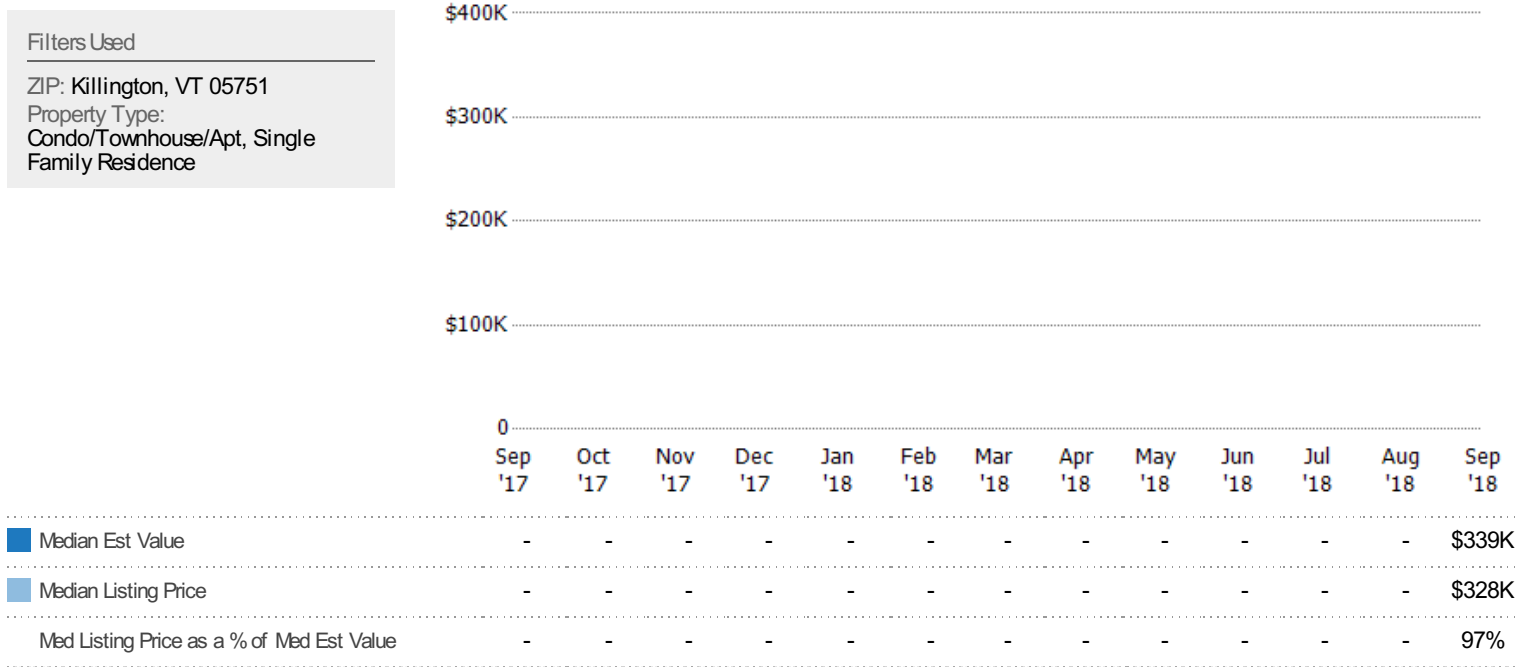 Filters Used
ZIP: Killington, VT 05751
Property Type:
Condo/Townhouse/Apt, Single
Family Residence
$400K
$300K
$200K
$100K
0
Sep Oct Nov Dec Jan Feb Mar Apr May Jun Jul Aug Sep
'17 '17 '17 '17 '18 '18 '18 '18 '18 '18 '18 '18 '18
Median Est Value - - - - - - - - - - - - $339K
Median Listing Price - - - - - - - - - - - - $328K
Med Listing Price as a % of Med Est Value - - - - - - - - - - - - 97%